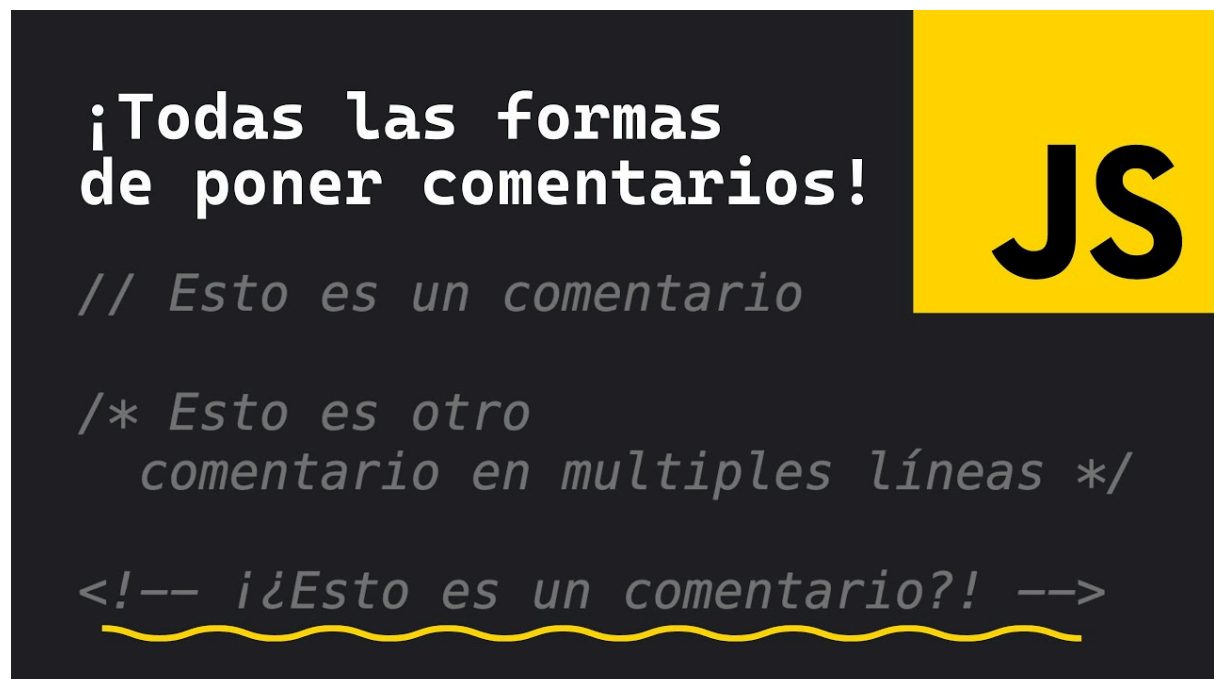 ¡Todas las formas
de poner comentarios!
JS
// Esto es un comentario
/* Esto es otro
comentario en multiples líneas */
<!-- ¡¿Esto es un comentario?! -->